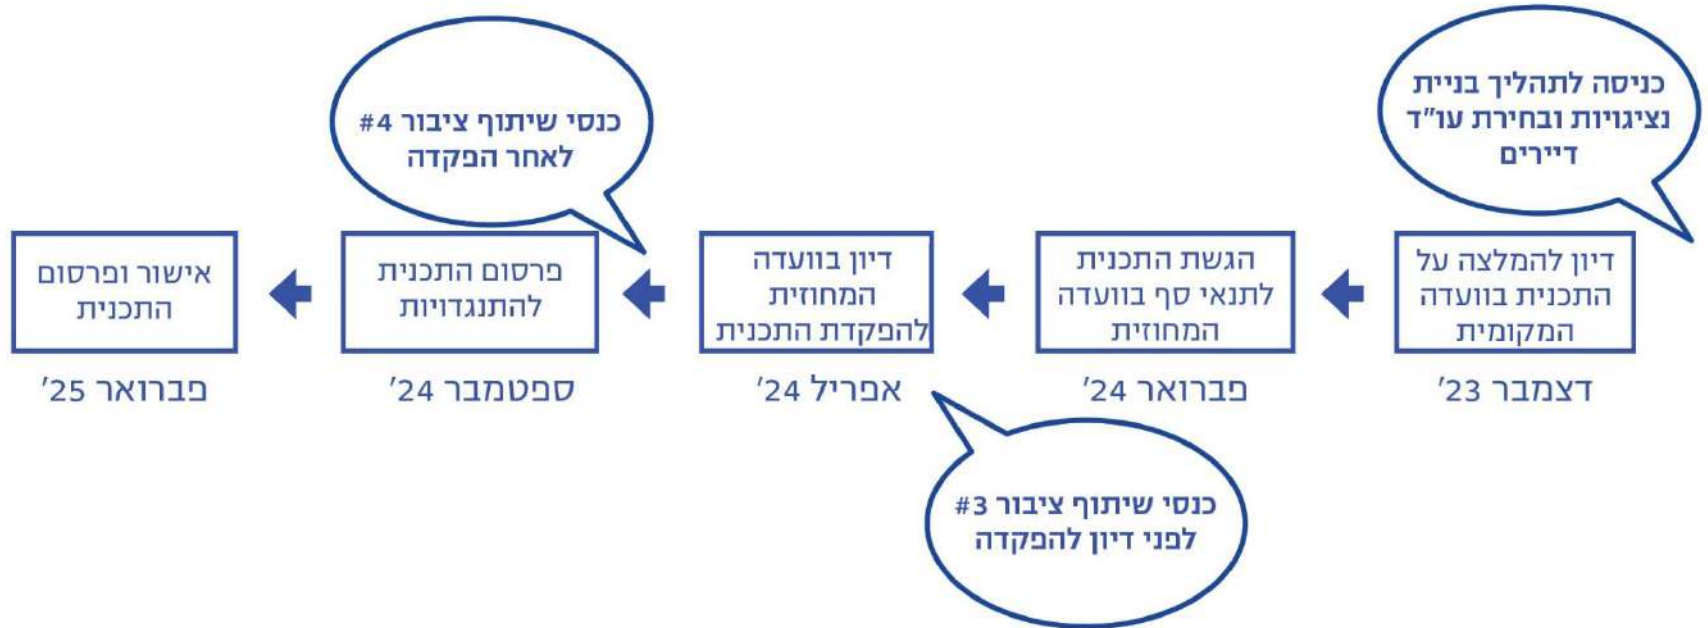 כניסה לתהליך בניית
נציגויות ובחירת עו"ד
דיירים
דיון להמלצה על
התכנית בוועדה
המקומית
דצמבר 23'
הגשת התכנית
לתנאי סף בוועדה
המחוזית
פברואר 24'
כנסי שיתוף ציבור 3#
לפני דיון להפקדה
דיון בוועדה
המחוזית
להפקדת התכנית
אפריל 24'
כנסי שיתוף ציבור 4#
לאחר הפקדה
פרסום התכנית
להתנגדויות
ספטמבר 24'
אישור ופרסום
התכנית
פברואר 25'